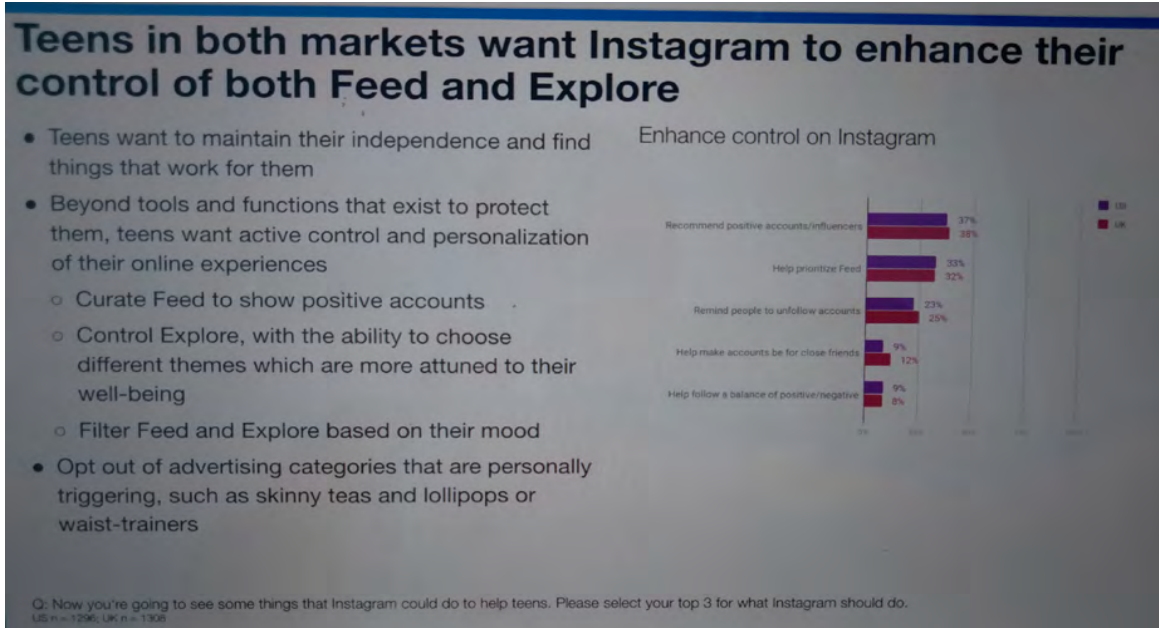 Teens in both markets want Instagram to enhance their
control of both Feed and Explore
• Teens want to maintain their independence and find
things that work for them
• Beyond tools and functions that exist to protect
them, teens want active control and personalization
of their online experiences
○ Curate Feed to show positive accounts
○ Control Explore, with the ability to choose
different themes which are more attuned to their
well-being
○ Filter Feed and Explore based on their mood
• Opt out of advertising categories that are personally
triggering, such as skinny teas and lollipops or
waist-trainers
Enhance control on Instagram
US
UK
Recommend positive accounts/influencers
37%
38%
Help prioritize Feed
33%
32%
Remind people to unfollow accounts
23%
25%
Help make accounts be for close friends
9%
12%
Help follow a balance of positive/negative
9%
8%
Q: Now you're going to see some things that Instagram could do to help teens. Please select your top 3 for what Instagram should do.
US n = 1296; UK n = 1308